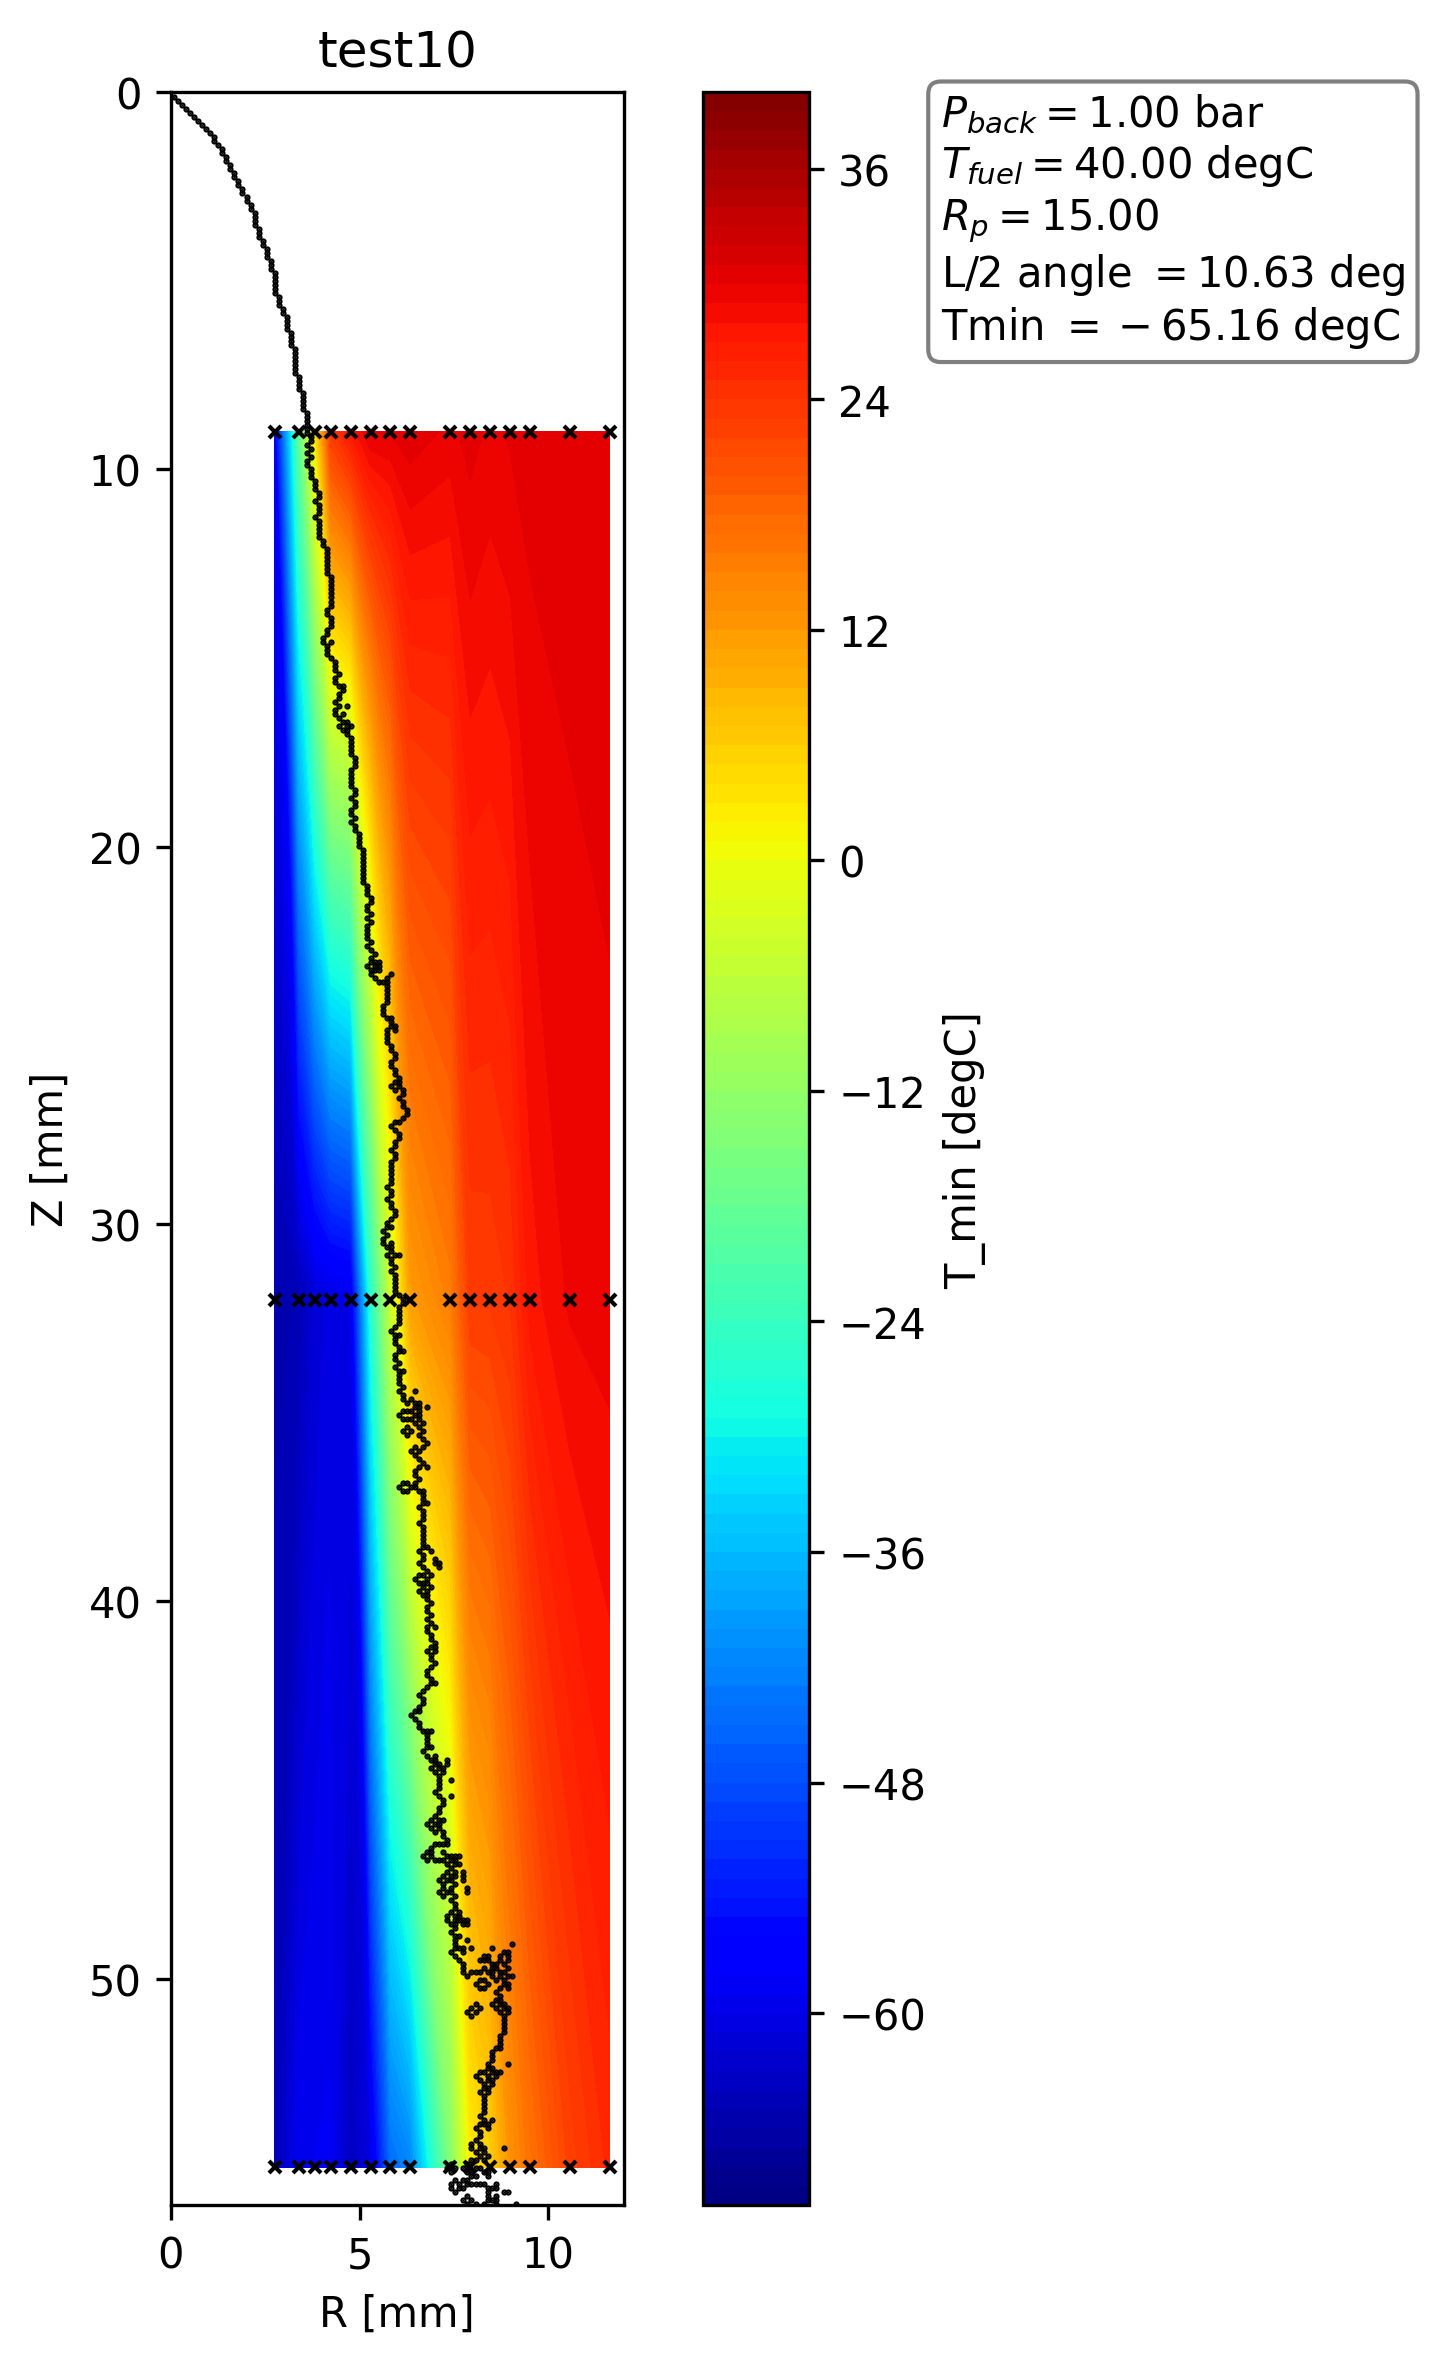 test10
0
10
20
30
40
50
Z [mm]
0 5 10
R [mm]
36
24
12
0
−12
−24
−36
−48
−60
T_min [degC]
P_back = 1.00 bar
T_fuel = 40.00 degC
R_p = 15.00
L/2 angle = 10.63 deg
Tmin = − 65.16 degC